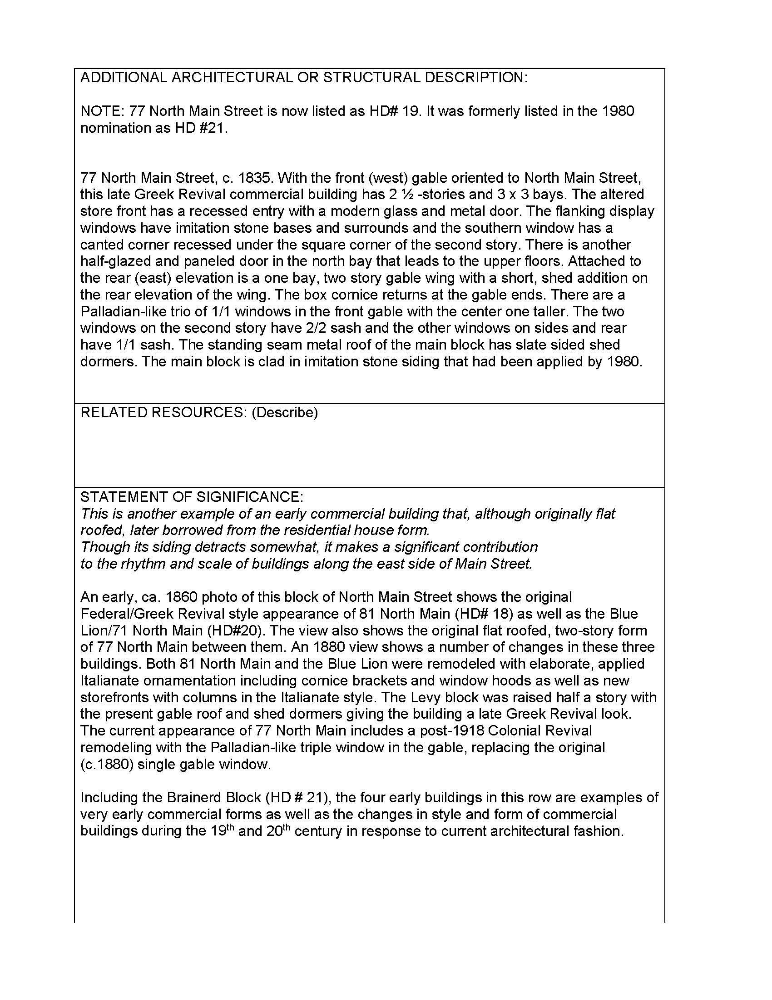 ADDITIONAL ARCHITECTURAL OR STRUCTURAL DESCRIPTION:
NOTE: 77 North Main Street is now listed as HD# 19. It was formerly listed in the 1980
nomination as HD #21.
77 North Main Street, c. 1835. With the front (west) gable oriented to North Main Street,
this late Greek Revival commercial building has 2 ½ -stories and 3 x 3 bays. The altered
store front has a recessed entry with a modern glass and metal door. The flanking display
windows have imitation stone bases and surrounds and the southern window has a
canted corner recessed under the square corner of the second story. There is another
half-glazed and paneled door in the north bay that leads to the upper floors. Attached to
the rear (east) elevation is a one bay, two story gable wing with a short, shed addition on
the rear elevation of the wing. The box cornice returns at the gable ends. There are a
Palladian-like trio of 1/1 windows in the front gable with the center one taller. The two
windows on the second story have 2/2 sash and the other windows on sides and rear
have 1/1 sash. The standing seam metal roof of the main block has slate sided shed
dormers. The main block is clad in imitation stone siding that had been applied by 1980.
RELATED RESOURCES: (Describe)
STATEMENT OF SIGNIFICANCE:
This is another example of an early commercial building that, although originally flat
roofed, later borrowed from the residential house form.
Though its siding detracts somewhat, it makes a significant contribution
to the rhythm and scale of buildings along the east side of Main Street.
An early, ca. 1860 photo of this block of North Main Street shows the original
Federal/Greek Revival style appearance of 81 North Main (HD# 18) as well as the Blue
Lion/71 North Main (HD#20). The view also shows the original flat roofed, two-story form
of 77 North Main between them. An 1880 view shows a number of changes in these three
buildings. Both 81 North Main and the Blue Lion were remodeled with elaborate, applied
Italianate ornamentation including cornice brackets and window hoods as well as new
storefronts with columns in the Italianate style. The Levy block was raised half a story with
the present gable roof and shed dormers giving the building a late Greek Revival look.
The current appearance of 77 North Main includes a post-1918 Colonial Revival
remodeling with the Palladian-like triple window in the gable, replacing the original
(c.1880) single gable window.
Including the Brainerd Block (HD # 21), the four early buildings in this row are examples of
very early commercial forms as well as the changes in style and form of commercial
buildings during the 19th and 20th century in response to current architectural fashion.